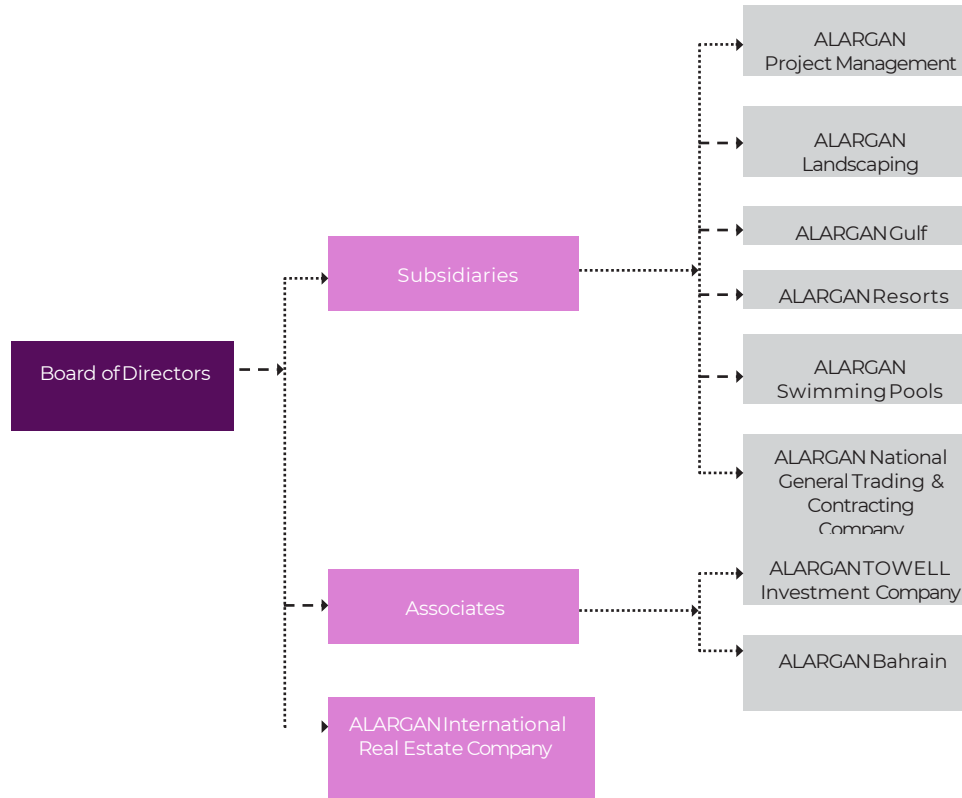 Board of Directors
Subsidiaries
ALARGAN
Project Management
ALARGAN
Landscaping
ALARGAN Gulf
ALARGAN Resorts
ALARGAN
Swimming Pools
ALARGAN National
General Trading &
Contracting
Company
Associates
ALARGAN TOWELL
Investment Company
ALARGAN Bahrain
ALARGAN International
Real Estate Company